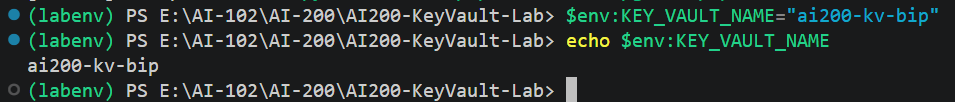 (labenv) PS E:\AI-102\AI-200\AI200-KeyVault-Lab> $env:KEY_VAULT_NAME="ai200-kv-bip"
(labenv) PS E:\AI-102\AI-200\AI200-KeyVault-Lab> echo $env:KEY_VAULT_NAME
ai200-kv-bip
(labenv) PS E:\AI-102\AI-200\AI200-KeyVault-Lab>